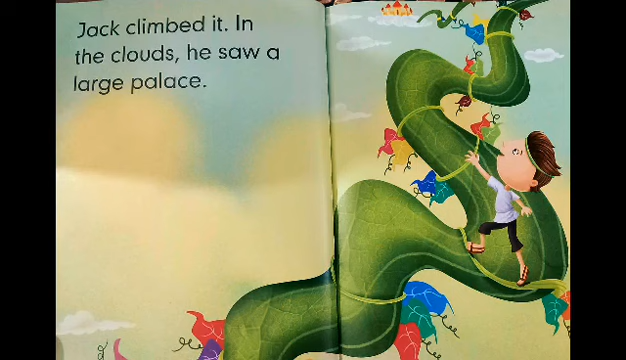 Jack climbed it. In
the clouds, he saw a
large palace.